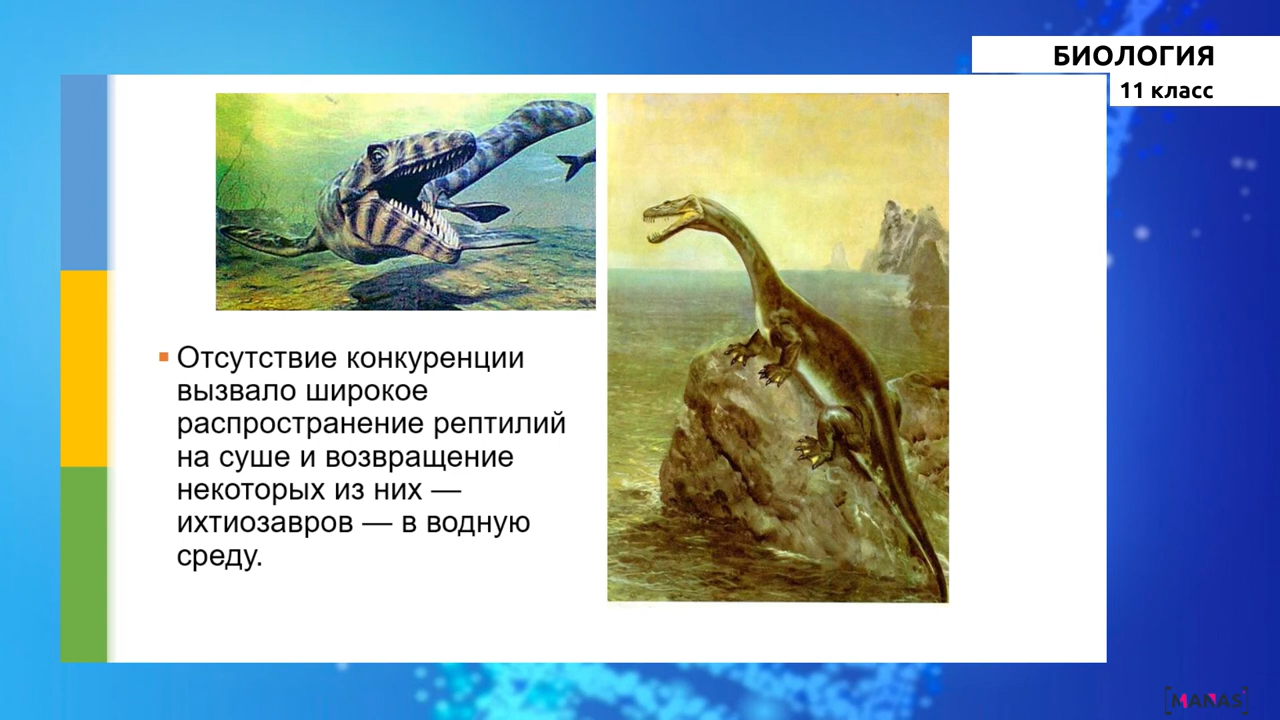 БИОЛОГИЯ
11 класс
Отсутствие конкуренции
вызвало широкое
распространение рептилий
на суше и возвращение
некоторых из них —
ихтиозавров — в водную
среду.
[MANAS]